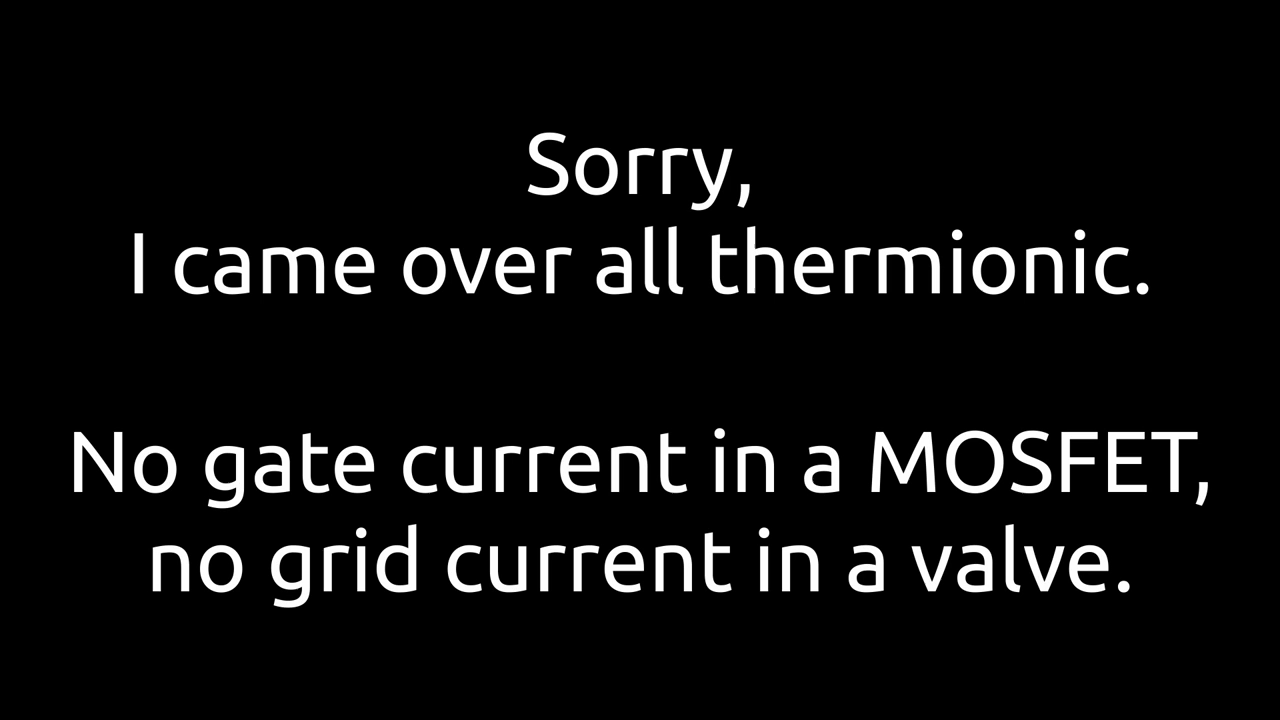 Sorry,
I came over all thermionic.
No gate current in a MOSFET,
no grid current in a valve.